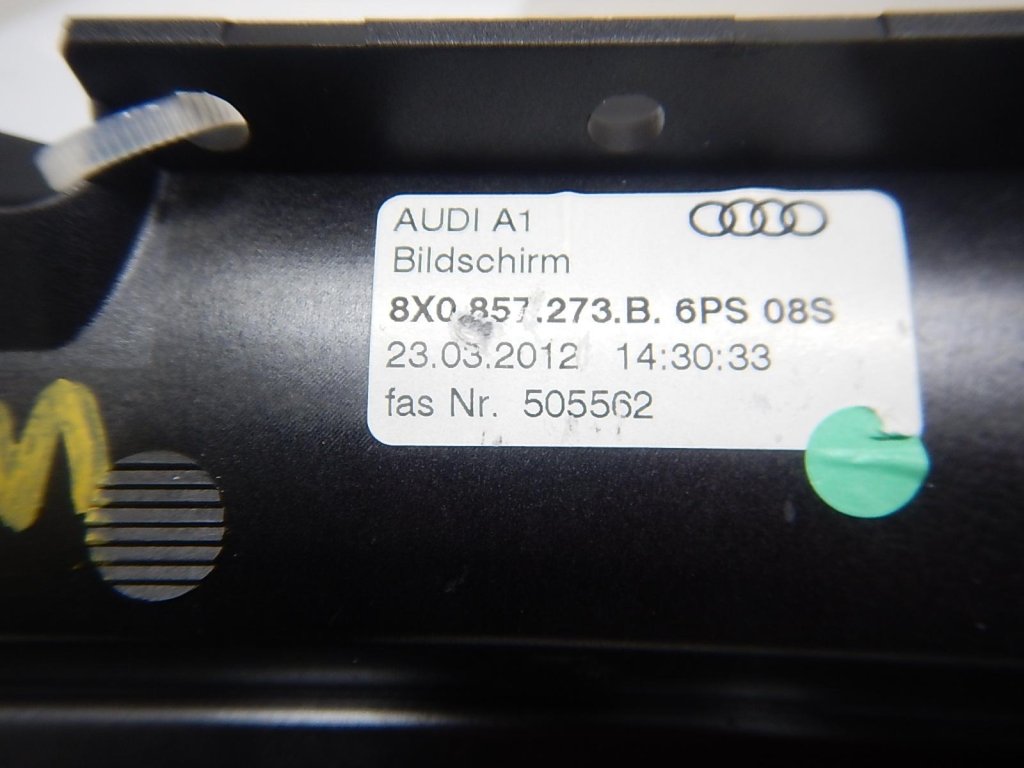 AUDI A1
Bildschirm
8X0.857.273.B. 6PS 08S
23.03.2012 14:30:33
fas Nr. 505562